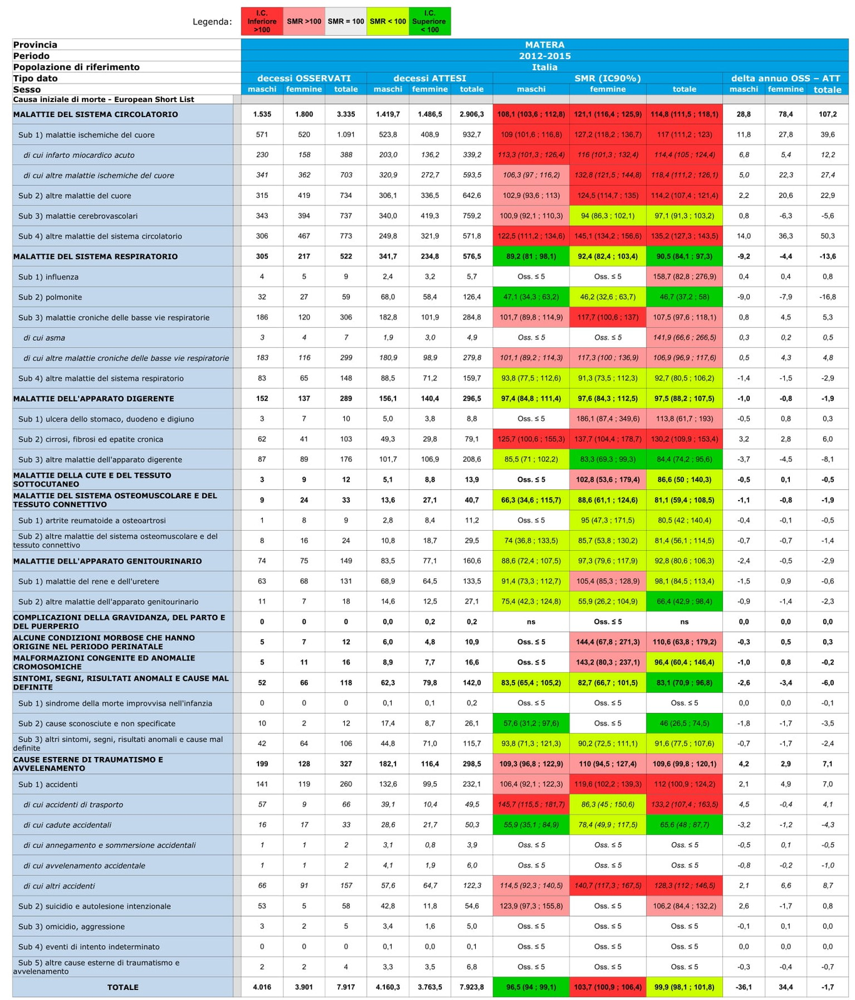 Legenda: I.C. Inferiore >100 SMR >100 SMR = 100 SMR < 100 I.C. Superiore < 100
Provincia MATERA
Periodo 2012-2015
Popolazione di riferimento Italia
Tipo dato decessi OSSERVATI decessi ATTESI SMR (IC90%) delta annuo OSS – ATT
Sesso maschi femmine totale maschi femmine totale maschi femmine totale maschi femmine totale
Causa iniziale di morte - European Short List
MALATTIE DEL SISTEMA CIRCOLATORIO 1.535 1.800 3.335 1.419,7 1.486,5 2.906,3 108,1 (103,6 ; 112,8) 121,1 (116,4 ; 125,9) 114,8 (111,5 ; 118,1) 28,8 78,4 107,2
Sub 1) malattie ischemiche del cuore 571 520 1.091 523,8 408,9 932,7 109 (101,6 ; 116,8) 127,2 (118,2 ; 136,7) 117 (111,2 ; 123) 11,8 27,8 39,6
di cui infarto miocardico acuto 230 158 388 203,0 136,2 339,2 113,3 (101,3 ; 126,4) 116 (101,3 ; 132,4) 114,4 (105 ; 124,4) 6,8 5,4 12,2
di cui altre malattie ischemiche del cuore 341 362 703 320,9 272,7 593,5 106,3 (97 ; 116,2) 132,8 (121,5 ; 144,8) 118,4 (111,2 ; 126,1) 5,0 22,3 27,4
Sub 2) altre malattie del cuore 315 419 734 306,1 336,5 642,6 102,9 (93,6 ; 113) 124,5 (114,7 ; 135) 114,2 (107,4 ; 121,4) 2,2 20,6 22,9
Sub 3) malattie cerebrovascolari 343 394 737 340,0 419,3 759,2 100,9 (92,1 ; 110,3) 94 (86,3 ; 102,1) 97,1 (91,3 ; 103,2) 0,8 -6,3 -5,6
Sub 4) altre malattie del sistema circolatorio 306 467 773 249,8 321,9 571,8 122,5 (111,2 ; 134,6) 145,1 (134,2 ; 156,6) 135,2 (127,3 ; 143,5) 14,0 36,3 50,3
MALATTIE DEL SISTEMA RESPIRATORIO 305 217 522 341,7 234,8 576,5 89,2 (81 ; 98,1) 92,4 (82,4 ; 103,4) 90,5 (84,1 ; 97,3) -9,2 -4,4 -13,6
Sub 1) influenza 4 5 9 2,4 3,2 5,7 Oss. ≤ 5 Oss. ≤ 5 158,7 (82,8 ; 276,9) 0,4 0,4 0,8
Sub 2) polmonite 32 27 59 68,0 58,4 126,4 47,1 (34,3 ; 63,2) 46,2 (32,6 ; 63,7) 46,7 (37,2 ; 58) -9,0 -7,9 -16,8
Sub 3) malattie croniche delle basse vie respiratorie 186 120 306 182,8 101,9 284,8 101,7 (89,8 ; 114,9) 117,7 (100,6 ; 137) 107,5 (97,6 ; 118,1) 0,8 4,5 5,3
di cui asma 3 4 7 1,9 3,0 4,9 Oss. ≤ 5 Oss. ≤ 5 141,9 (66,6 ; 266,5) 0,3 0,2 0,5
di cui altre malattie croniche delle basse vie respiratorie 183 116 299 180,9 98,9 279,8 101,1 (89,2 ; 114,3) 117,3 (100 ; 136,9) 106,9 (96,9 ; 117,6) 0,5 4,3 4,8
Sub 4) altre malattie del sistema respiratorio 83 65 148 88,5 71,2 159,7 93,8 (77,5 ; 112,6) 91,3 (73,5 ; 112,3) 92,7 (80,5 ; 106,2) -1,4 -1,5 -2,9
MALATTIE DELL'APPARATO DIGERENTE 152 137 289 156,1 140,4 296,5 97,4 (84,8 ; 111,4) 97,6 (84,3 ; 112,5) 97,5 (88,2 ; 107,5) -1,0 -0,8 -1,9
Sub 1) ulcera dello stomaco, duodeno e digiuno 3 7 10 5,0 3,8 8,8 Oss. ≤ 5 186,1 (87,4 ; 349,6) 113,8 (61,7 ; 193) -0,5 0,8 0,3
Sub 2) cirrosi, fibrosi ed epatite cronica 62 41 103 49,3 29,8 79,1 125,7 (100,6 ; 155,3) 137,7 (104,4 ; 178,7) 130,2 (109,9 ; 153,4) 3,2 2,8 6,0
Sub 3) altre malattie dell'apparato digerente 87 89 176 101,7 106,9 208,6 85,5 (71 ; 102,2) 83,3 (69,3 ; 99,3) 84,4 (74,2 ; 95,6) -3,7 -4,5 -8,1
MALATTIE DELLA CUTE E DEL TESSUTO
SOTTOCUTANEO 3 9 12 5,1 8,8 13,9 Oss. ≤ 5 102,8 (53,6 ; 179,4) 86,6 (50 ; 140,3) -0,5 0,1 -0,5
MALATTIE DEL SISTEMA OSTEOMUSCOLARE E DEL
TESSUTO CONNETTIVO 9 24 33 13,6 27,1 40,7 66,3 (34,6 ; 115,7) 88,6 (61,1 ; 124,6) 81,1 (59,4 ; 108,5) -1,1 -0,8 -1,9
Sub 1) artrite reumatoide a osteoartrosi 1 8 9 2,8 8,4 11,2 Oss. ≤ 5 95 (47,3 ; 171,5) 80,5 (42 ; 140,4) -0,4 -0,1 -0,5
Sub 2) altre malattie del sistema osteomuscolare e del
tessuto connettivo 8 16 24 10,8 18,7 29,5 74 (36,8 ; 133,5) 85,7 (53,8 ; 130,2) 81,4 (56,1 ; 114,5) -0,7 -0,7 -1,4
MALATTIE DELL'APPARATO GENITOURINARIO 74 75 149 83,5 77,1 160,6 88,6 (72,4 ; 107,5) 97,3 (79,6 ; 117,9) 92,8 (80,6 ; 106,3) -2,4 -0,5 -2,9
Sub 1) malattie del rene e dell'uretere 63 68 131 68,9 64,5 133,5 91,4 (73,3 ; 112,7) 105,4 (85,3 ; 128,9) 98,1 (84,5 ; 113,4) -1,5 0,9 -0,6
Sub 2) altre malattie dell'apparato genitourinario 11 7 18 14,6 12,5 27,1 75,4 (42,3 ; 124,8) 55,9 (26,2 ; 104,9) 66,4 (42,9 ; 98,4) -0,9 -1,4 -2,3
COMPLICAZIONI DELLA GRAVIDANZA, DEL PARTO E
DEL PUERPERIO 0 0 0 0,0 0,2 0,2 ns Oss. ≤ 5 ns 0,0 0,0 0,0
ALCUNE CONDIZIONI MORBOSE CHE HANNO
ORIGINE NEL PERIODO PERINATALE 5 7 12 6,0 4,8 10,9 Oss. ≤ 5 144,4 (67,8 ; 271,3) 110,6 (63,8 ; 179,2) -0,3 0,5 0,3
MALFORMAZIONI CONGENITE ED ANOMALIE
CROMOSOMICHE 5 11 16 8,9 7,7 16,6 Oss. ≤ 5 143,2 (80,3 ; 237,1) 96,4 (60,4 ; 146,4) -1,0 0,8 -0,2
SINTOMI, SEGNI, RISULTATI ANOMALI E CAUSE MAL
DEFINITE 52 66 118 62,3 79,8 142,0 83,5 (65,4 ; 105,2) 82,7 (66,7 ; 101,5) 83,1 (70,9 ; 96,8) -2,6 -3,4 -6,0
Sub 1) sindrome della morte improvvisa nell'infanzia 0 0 0 0,1 0,1 0,2 Oss. ≤ 5 Oss. ≤ 5 Oss. ≤ 5 0,0 0,0 -0,1
Sub 2) cause sconosciute e non specificate 10 2 12 17,4 8,7 26,1 57,6 (31,2 ; 97,6) Oss. ≤ 5 46 (26,5 ; 74,5) -1,8 -1,7 -3,5
Sub 3) altri sintomi, segni, risultati anomali e cause mal
definite 42 64 106 44,8 71,0 115,7 93,8 (71,3 ; 121,3) 90,2 (72,5 ; 111,1) 91,6 (77,5 ; 107,6) -0,7 -1,7 -2,4
CAUSE ESTERNE DI TRAUMATISMO E
AVVELENAMENTO 199 128 327 182,1 116,4 298,5 109,3 (96,8 ; 122,9) 110 (94,5 ; 127,4) 109,6 (99,8 ; 120,1) 4,2 2,9 7,1
Sub 1) accidenti 141 119 260 132,6 99,5 232,1 106,4 (92,1 ; 122,3) 119,6 (102,2 ; 139,3) 112 (100,9 ; 124,2) 2,1 4,9 7,0
di cui accidenti di trasporto 57 9 66 39,1 10,4 49,5 145,7 (115,5 ; 181,7) 86,3 (45 ; 150,6) 133,2 (107,4 ; 163,5) 4,5 -0,4 4,1
di cui cadute accidentali 16 17 33 28,6 21,7 50,3 55,9 (35,1 ; 84,9) 78,4 (49,9 ; 117,5) 65,6 (48 ; 87,7) -3,2 -1,2 -4,3
di cui annegamento e sommersione accidentali 1 1 2 3,1 0,8 3,9 Oss. ≤ 5 Oss. ≤ 5 Oss. ≤ 5 -0,5 0,1 -0,5
di cui avvelenamento accidentale 1 1 2 4,1 1,9 6,0 Oss. ≤ 5 Oss. ≤ 5 Oss. ≤ 5 -0,8 -0,2 -1,0
di cui altri accidenti 66 91 157 57,6 64,7 122,3 114,5 (92,3 ; 140,5) 140,7 (117,3 ; 167,5) 128,3 (112 ; 146,5) 2,1 6,6 8,7
Sub 2) suicidio e autolesione intenzionale 53 5 58 42,8 11,8 54,6 123,9 (97,3 ; 155,8) Oss. ≤ 5 106,2 (84,4 ; 132,2) 2,6 -1,7 0,8
Sub 3) omicidio, aggressione 3 2 5 3,4 1,6 5,0 Oss. ≤ 5 Oss. ≤ 5 Oss. ≤ 5 -0,1 0,1 0,0
Sub 4) eventi di intento indeterminato 0 0 0 0,1 0,0 0,1 Oss. ≤ 5 Oss. ≤ 5 Oss. ≤ 5 0,0 0,0 0,0
Sub 5) altre cause esterne di traumatismo e
avvelenamento 2 2 4 3,3 3,5 6,8 Oss. ≤ 5 Oss. ≤ 5 Oss. ≤ 5 -0,3 -0,4 -0,7
TOTALE 4.016 3.901 7.917 4.160,3 3.763,5 7.923,8 96,5 (94 ; 99,1) 103,7 (100,9 ; 106,4) 99,9 (98,1 ; 101,8) -36,1 34,4 -1,7